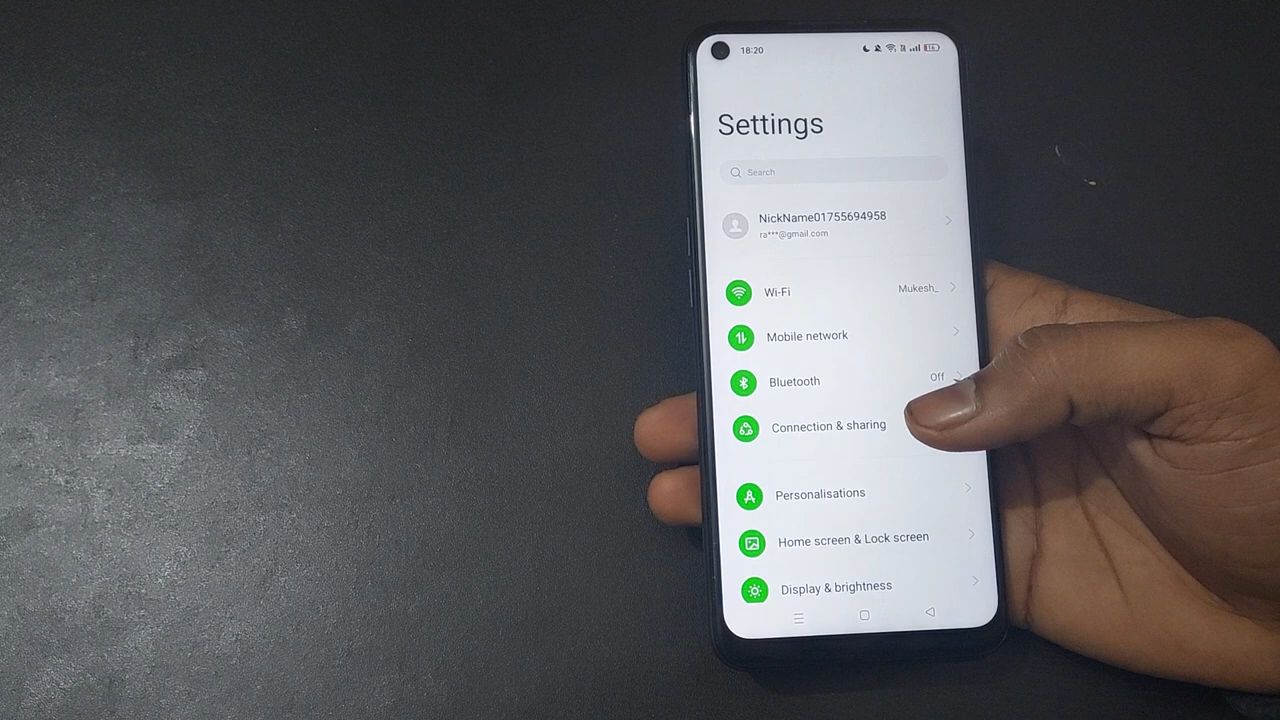 18:20
16
Settings
Search
NickName01755694958
ra***@gmail.com
Wi-Fi
Mukesh_
Mobile network
Bluetooth
Off
Connection & sharing
Personalisations
Home screen & Lock screen
Display & brightness